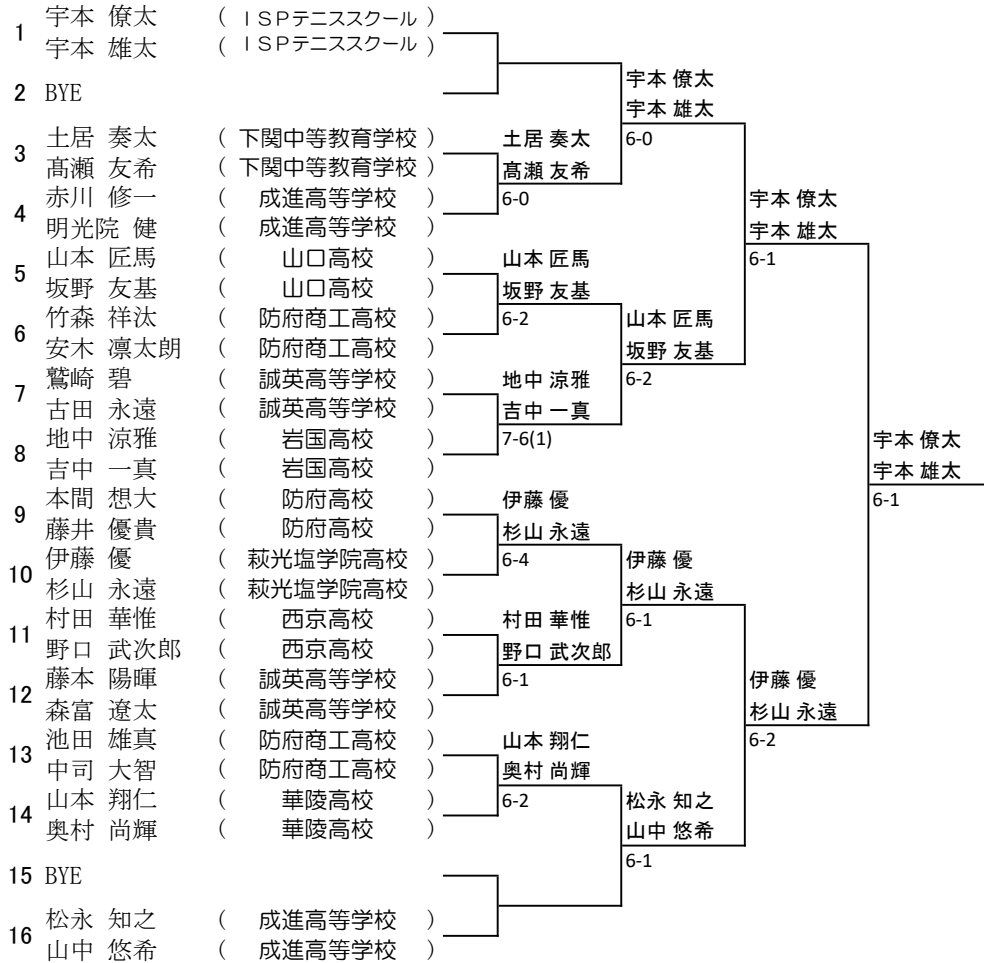 1
宇本 僚太 ( ISPテニススクール )
宇本 雄太 ( ISPテニススクール )
2 BYE
3
土居 奏太 ( 下関中等教育学校 )
髙瀬 友希 ( 下関中等教育学校 )
4
赤川 修一 ( 成進高等学校 )
明光院 健 ( 成進高等学校 )
5
山本 匠馬 ( 山口高校 )
坂野 友基 ( 山口高校 )
6
竹森 祥汰 ( 防府商工高校 )
安木 凛太朗 ( 防府商工高校 )
7
鷲崎 碧 ( 誠英高等学校 )
古田 永遠 ( 誠英高等学校 )
8
地中 涼雅 ( 岩国高校 )
吉中 一真 ( 岩国高校 )
9
本間 想大 ( 防府高校 )
藤井 優貴 ( 防府高校 )
10
伊藤 優 ( 萩光塩学院高校 )
杉山 永遠 ( 萩光塩学院高校 )
11
村田 華惟 ( 西京高校 )
野口 武次郎 ( 西京高校 )
12
藤本 陽暉 ( 誠英高等学校 )
森富 遼太 ( 誠英高等学校 )
13
池田 雄真 ( 防府商工高校 )
中司 大智 ( 防府商工高校 )
14
山本 翔仁 ( 華陵高校 )
奥村 尚輝 ( 華陵高校 )
15 BYE
16
松永 知之 ( 成進高等学校 )
山中 悠希 ( 成進高等学校 )
土居 奏太
髙瀬 友希
6-0
山本 匠馬
坂野 友基
6-2
地中 涼雅
吉中 一真
7-6(1)
伊藤 優
杉山 永遠
6-4
村田 華惟
野口 武次郎
6-1
山本 翔仁
奥村 尚輝
6-2
宇本 僚太
宇本 雄太
6-0
山本 匠馬
坂野 友基
6-2
伊藤 優
杉山 永遠
6-1
松永 知之
山中 悠希
6-1
宇本 僚太
宇本 雄太
6-1
伊藤 優
杉山 永遠
6-2
宇本 僚太
宇本 雄太
6-1